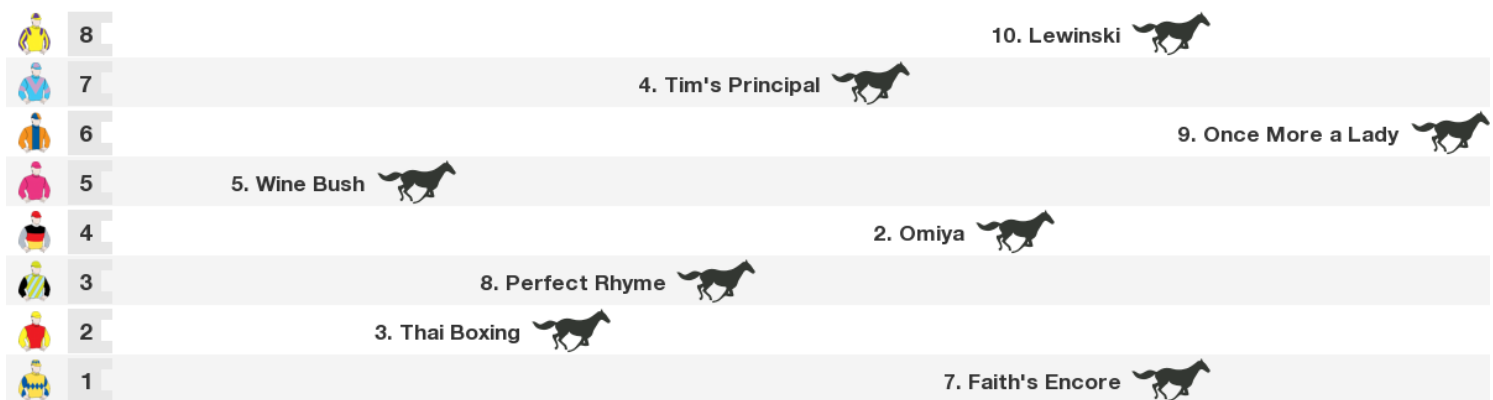 8 10. Lewinski
7 4. Tim's Principal
6 9. Once More a Lady
5 5. Wine Bush
4 2. Omiya
3 8. Perfect Rhyme
2 3. Thai Boxing
1 7. Faith's Encore